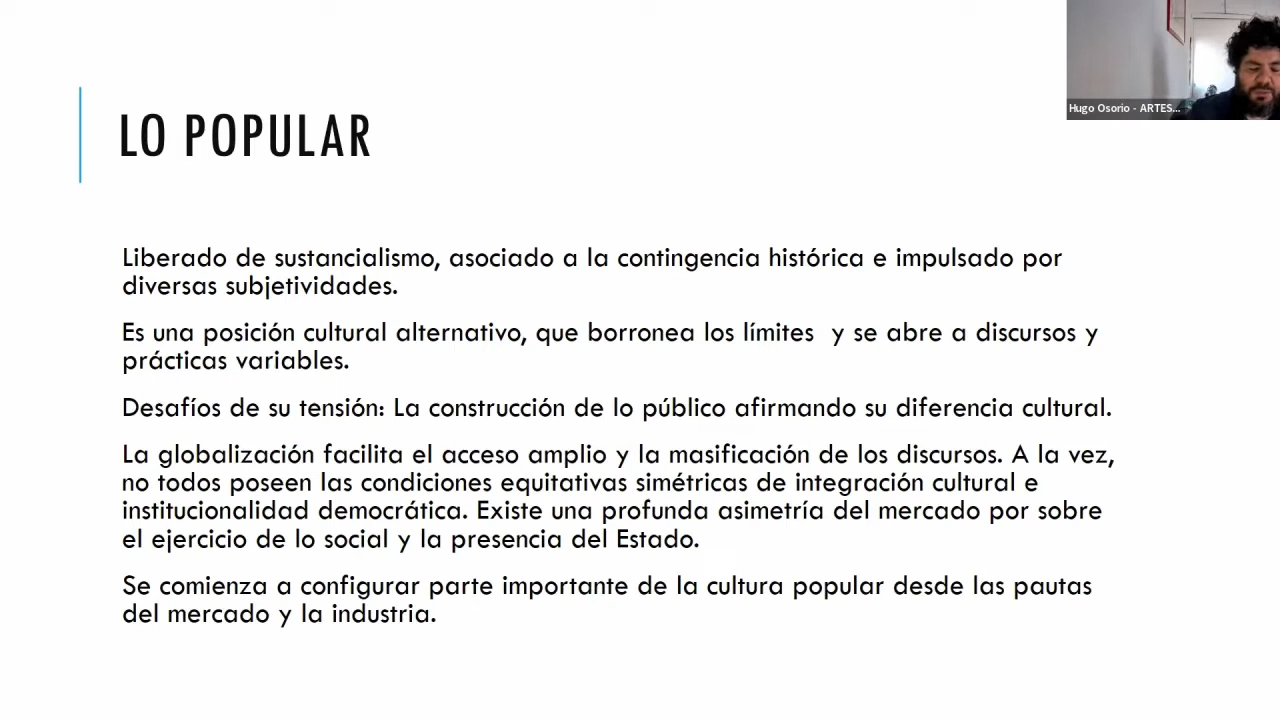 LO POPULAR
Hugo Osorio - ARTES...
Liberado de sustancialismo, asociado a la contingencia histórica e impulsado por
diversas subjetividades.
Es una posición cultural alternativo, que borronea los límites  y se abre a discursos y
prácticas variables.
Desafíos de su tensión: La construcción de lo público afirmando su diferencia cultural.
La globalización facilita el acceso amplio y la masificación de los discursos. A la vez,
no todos poseen las condiciones equitativas simétricas de integración cultural e
institucionalidad democrática. Existe una profunda asimetría del mercado por sobre
el ejercicio de lo social y la presencia del Estado.
Se comienza a configurar parte importante de la cultura popular desde las pautas
del mercado y la industria.